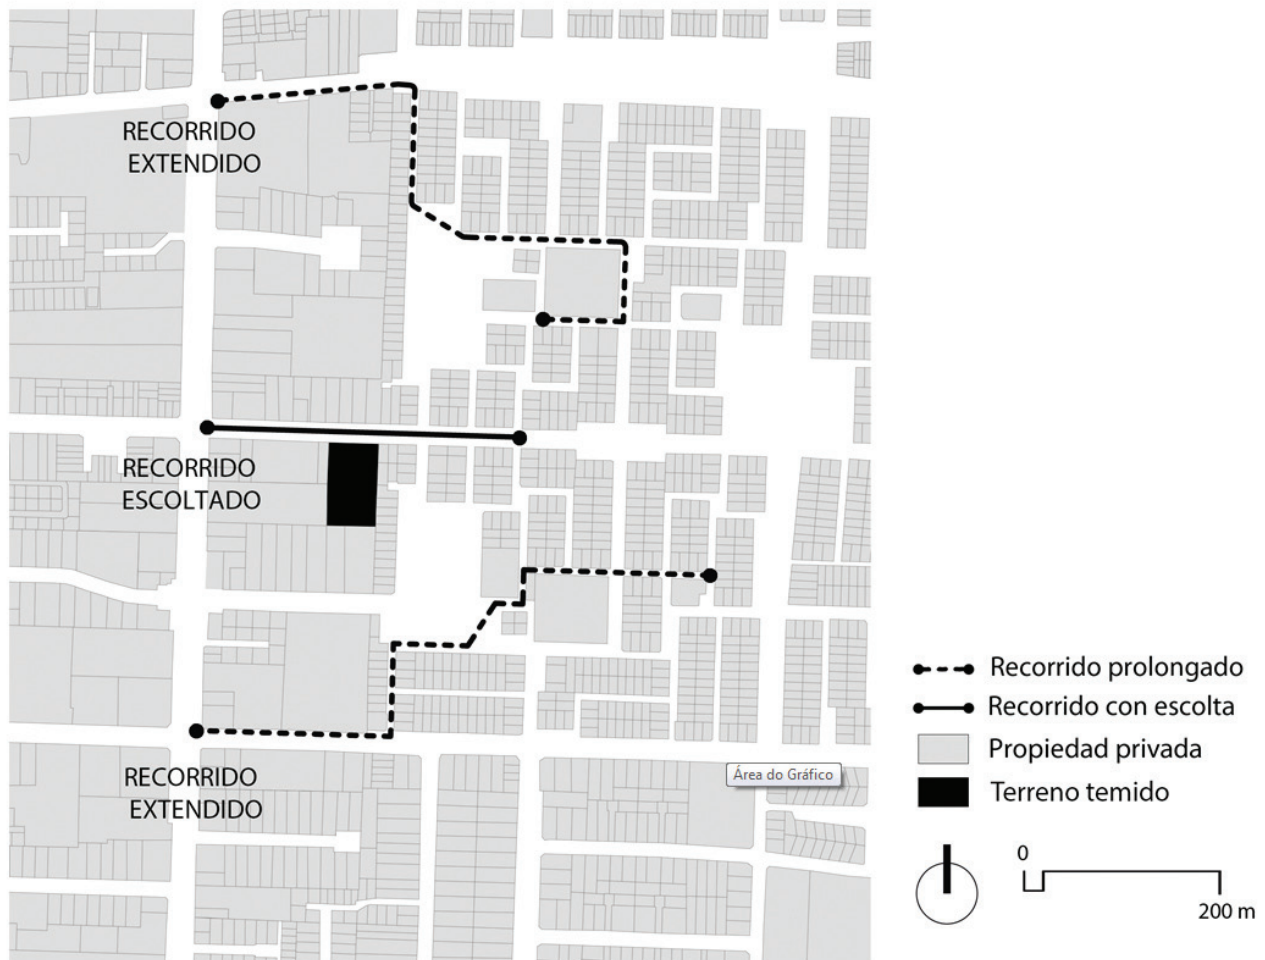 RECORRIDO
EXTENDIDO
RECORRIDO
ESCOLTADO
RECORRIDO
EXTENDIDO
Área do Gráfico
Recorrido prolongado
Recorrido con escolta
Propiedad privada
Terreno temido
0
200 m